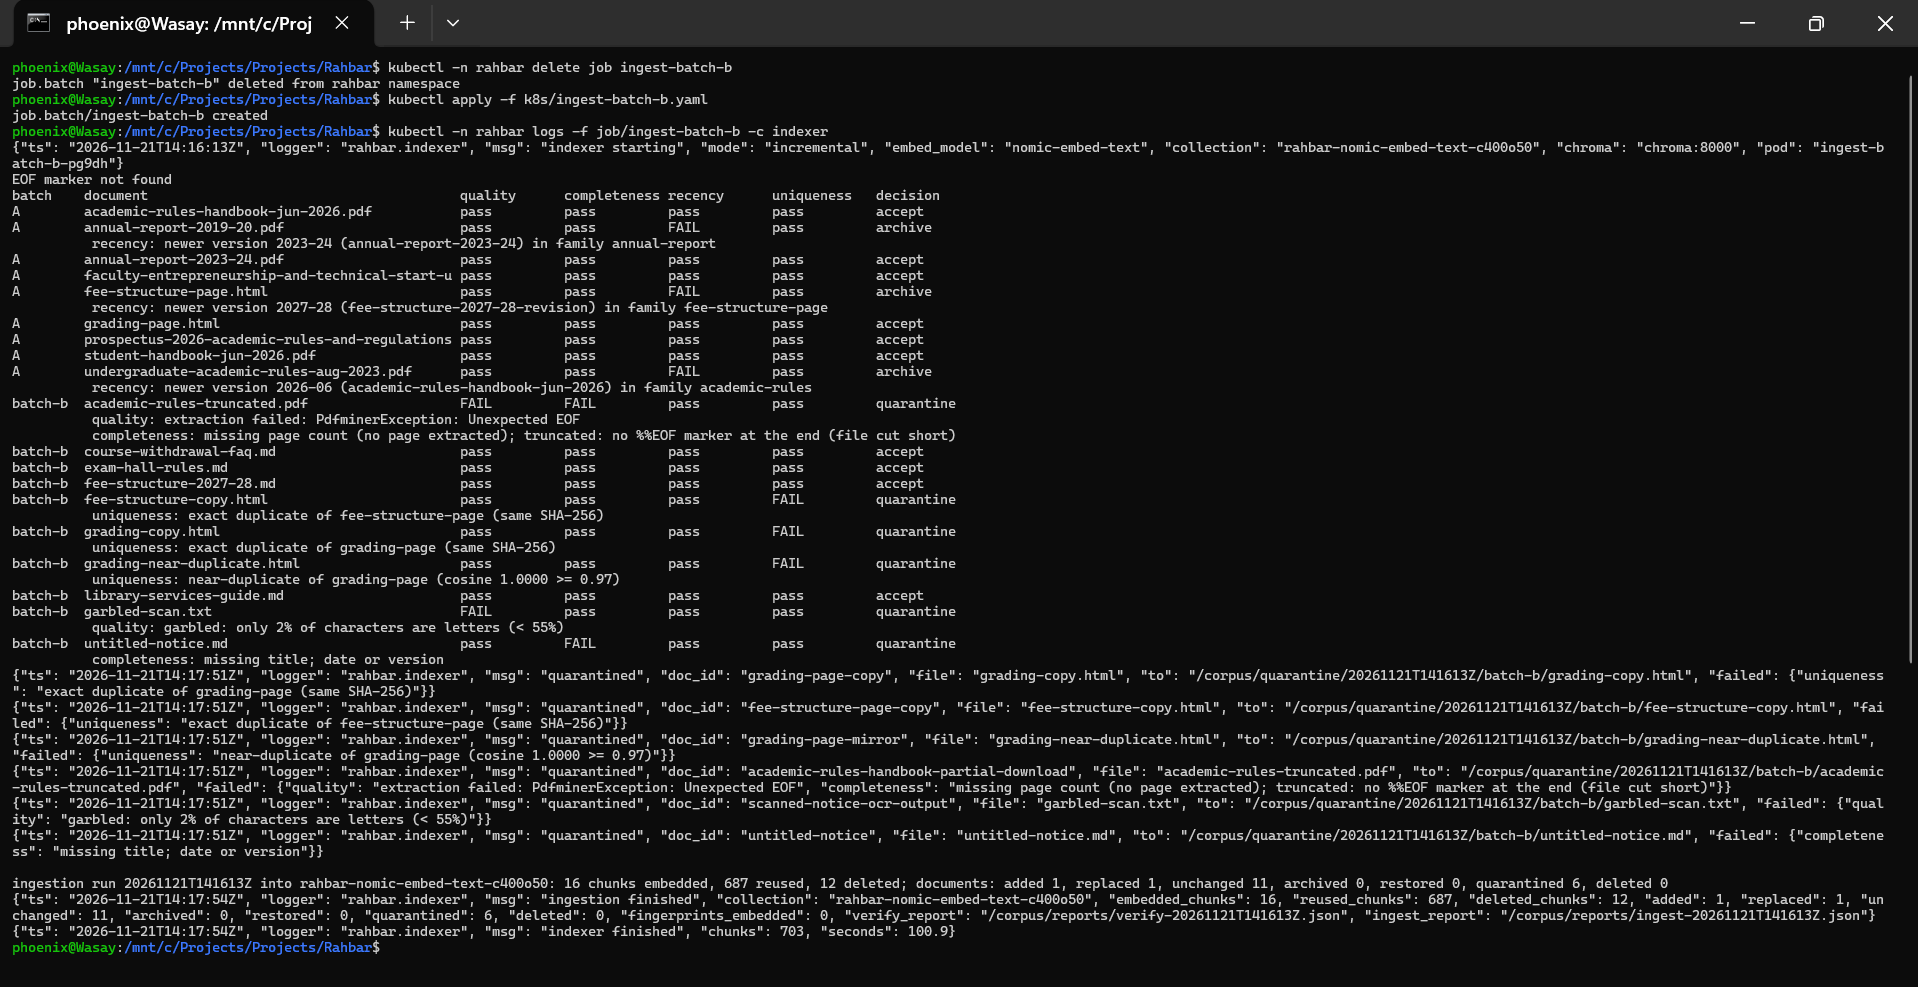 phoenix@Wasay: /mnt/c/Proj
phoenix@Wasay:/mnt/c/Projects/Projects/Rahbar$ kubectl -n rahbar delete job ingest-batch-b
job.batch "ingest-batch-b" deleted from rahbar namespace
phoenix@Wasay:/mnt/c/Projects/Projects/Rahbar$ kubectl apply -f k8s/ingest-batch-b.yaml
job.batch/ingest-batch-b created
phoenix@Wasay:/mnt/c/Projects/Projects/Rahbar$ kubectl -n rahbar logs -f job/ingest-batch-b -c indexer
{"ts": "2026-11-21T14:16:13Z", "logger": "rahbar.indexer", "msg": "indexer starting", "mode": "incremental", "embed_model": "nomic-embed-text", "collection": "rahbar-nomic-embed-text-c400o50", "chroma": "chroma:8000", "pod": "ingest-b
atch-b-pg9dh"}
EOF marker not found
batch    document                                       quality      completeness recency      uniqueness   decision
A        academic-rules-handbook-jun-2026.pdf           pass         pass         pass         pass         accept
A        annual-report-2019-20.pdf                      pass         pass         FAIL         pass         archive
          recency: newer version 2023-24 (annual-report-2023-24) in family annual-report
A        annual-report-2023-24.pdf                      pass         pass         pass         pass         accept
A        faculty-entrepreneurship-and-technical-start-u pass         pass         pass         pass         accept
A        fee-structure-page.html                        pass         pass         FAIL         pass         archive
          recency: newer version 2027-28 (fee-structure-2027-28-revision) in family fee-structure-page
A        grading-page.html                              pass         pass         pass         pass         accept
A        prospectus-2026-academic-rules-and-regulations pass         pass         pass         pass         accept
A        student-handbook-jun-2026.pdf                  pass         pass         pass         pass         accept
A        undergraduate-academic-rules-aug-2023.pdf      pass         pass         FAIL         pass         archive
          recency: newer version 2026-06 (academic-rules-handbook-jun-2026) in family academic-rules
batch-b  academic-rules-truncated.pdf                   FAIL         FAIL         pass         pass         quarantine
          quality: extraction failed: PdfminerException: Unexpected EOF
          completeness: missing page count (no page extracted); truncated: no %%EOF marker at the end (file cut short)
batch-b  course-withdrawal-faq.md                       pass         pass         pass         pass         accept
batch-b  exam-hall-rules.md                             pass         pass         pass         pass         accept
batch-b  fee-structure-2027-28.md                       pass         pass         pass         pass         accept
batch-b  fee-structure-copy.html                        pass         pass         pass         FAIL         quarantine
          uniqueness: exact duplicate of fee-structure-page (same SHA-256)
batch-b  grading-copy.html                              pass         pass         pass         FAIL         quarantine
          uniqueness: exact duplicate of grading-page (same SHA-256)
batch-b  grading-near-duplicate.html                    pass         pass         pass         FAIL         quarantine
          uniqueness: near-duplicate of grading-page (cosine 1.0000 >= 0.97)
batch-b  library-services-guide.md                      pass         pass         pass         pass         accept
batch-b  garbled-scan.txt                               FAIL         pass         pass         pass         quarantine
          quality: garbled: only 2% of characters are letters (< 55%)
batch-b  untitled-notice.md                             pass         FAIL         pass         pass         quarantine
          completeness: missing title; date or version
{"ts": "2026-11-21T14:17:51Z", "logger": "rahbar.indexer", "msg": "quarantined", "doc_id": "grading-page-copy", "file": "grading-copy.html", "to": "/corpus/quarantine/20261121T141613Z/batch-b/grading-copy.html", "failed": {"uniqueness
": "exact duplicate of grading-page (same SHA-256)"}}
{"ts": "2026-11-21T14:17:51Z", "logger": "rahbar.indexer", "msg": "quarantined", "doc_id": "fee-structure-page-copy", "file": "fee-structure-copy.html", "to": "/corpus/quarantine/20261121T141613Z/batch-b/fee-structure-copy.html", "fai
led": {"uniqueness": "exact duplicate of fee-structure-page (same SHA-256)"}}
{"ts": "2026-11-21T14:17:51Z", "logger": "rahbar.indexer", "msg": "quarantined", "doc_id": "grading-page-mirror", "file": "grading-near-duplicate.html", "to": "/corpus/quarantine/20261121T141613Z/batch-b/grading-near-duplicate.html",
"failed": {"uniqueness": "near-duplicate of grading-page (cosine 1.0000 >= 0.97)"}}
{"ts": "2026-11-21T14:17:51Z", "logger": "rahbar.indexer", "msg": "quarantined", "doc_id": "academic-rules-handbook-partial-download", "file": "academic-rules-truncated.pdf", "to": "/corpus/quarantine/20261121T141613Z/batch-b/academic
-rules-truncated.pdf", "failed": {"quality": "extraction failed: PdfminerException: Unexpected EOF", "completeness": "missing page count (no page extracted); truncated: no %%EOF marker at the end (file cut short)"}}
{"ts": "2026-11-21T14:17:51Z", "logger": "rahbar.indexer", "msg": "quarantined", "doc_id": "scanned-notice-ocr-output", "file": "garbled-scan.txt", "to": "/corpus/quarantine/20261121T141613Z/batch-b/garbled-scan.txt", "failed": {"qual
ity": "garbled: only 2% of characters are letters (< 55%)"}}
{"ts": "2026-11-21T14:17:51Z", "logger": "rahbar.indexer", "msg": "quarantined", "doc_id": "untitled-notice", "file": "untitled-notice.md", "to": "/corpus/quarantine/20261121T141613Z/batch-b/untitled-notice.md", "failed": {"completene
ss": "missing title; date or version"}}
ingestion run 20261121T141613Z into rahbar-nomic-embed-text-c400o50: 16 chunks embedded, 687 reused, 12 deleted; documents: added 1, replaced 1, unchanged 11, archived 0, restored 0, quarantined 6, deleted 0
{"ts": "2026-11-21T14:17:54Z", "logger": "rahbar.indexer", "msg": "ingestion finished", "collection": "rahbar-nomic-embed-text-c400o50", "embedded_chunks": 16, "reused_chunks": 687, "deleted_chunks": 12, "added": 1, "replaced": 1, "un
changed": 11, "archived": 0, "restored": 0, "quarantined": 6, "deleted": 0, "fingerprints_embedded": 0, "verify_report": "/corpus/reports/verify-20261121T141613Z.json", "ingest_report": "/corpus/reports/ingest-20261121T141613Z.json"}
{"ts": "2026-11-21T14:17:54Z", "logger": "rahbar.indexer", "msg": "indexer finished", "chunks": 703, "seconds": 100.9}
phoenix@Wasay:/mnt/c/Projects/Projects/Rahbar$